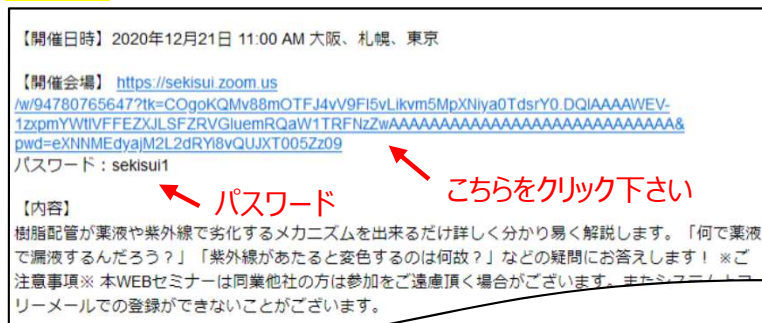 【開催日時】2020年12月21日 11:00 AM 大阪、札幌、東京
【開催会場】 https://sekisui.zoom.us
/w/94780765647?tk=COgoKQMv88mOTFJ4vV9FI5vLikvm5MpXNiya0TdsrY0.DQIAAAAWEV-
1zxpmYWtIVFFEZXJLSFZRVGluemRQaW1TRFNzZwAAAAAAAAAAAAAAAAAAAAAAAAAAAA&
pwd=eXNNMEdyajM2L2dRYi8vQUJXT005Zz09
パスワード：sekisui1
パスワード
こちらをクリック下さい
【内容】
樹脂配管が薬液や紫外線で劣化するメカニズムを出来るだけ詳しく分かり易く解説します。「何で薬液
で漏液するんだろう？」「紫外線があたると変色するのは何故？」などの疑問にお答えします！ ※ご
注意事項※ 本WEBセミナーは同業他社の方は参加をご遠慮頂く場合がございます。また
リーメールでの登録ができないことがございます。